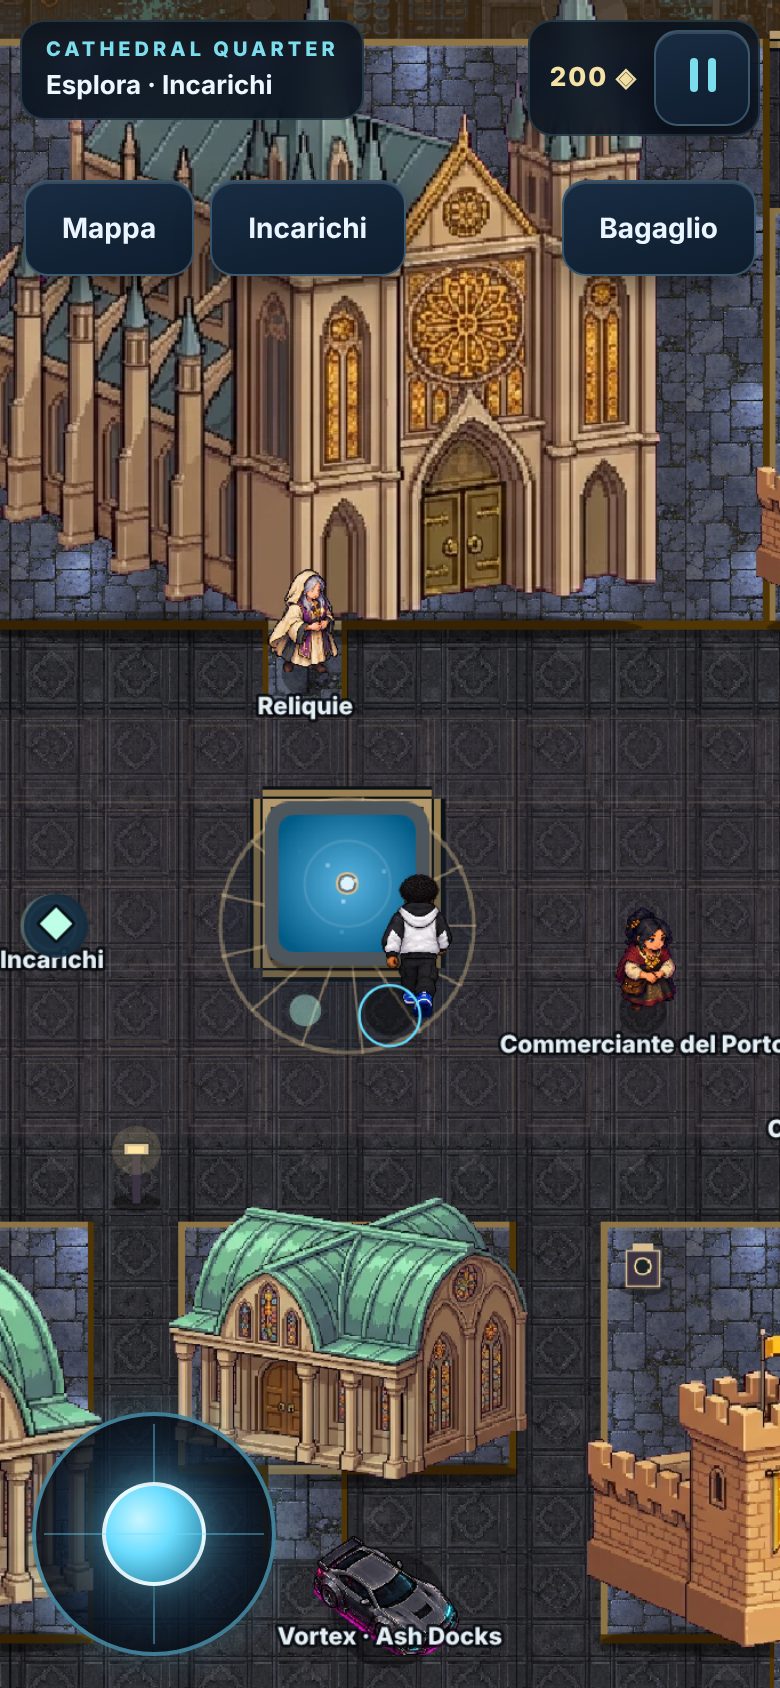 CATHEDRAL QUARTER
Esplora · Incarichi
200
Mappa
Incarichi
Bagaglio
Reliquie
Incarichi
Commerciante del Porto
Vortex · Ash Docks